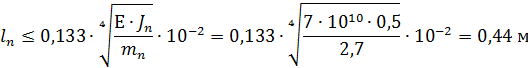 lₙ ≤ 0,133 · ⁴√(Е · Jₙ / mₙ) · 10⁻² = 0,133 · ⁴√(7 · 10¹⁰ · 0,5 / 2,7) · 10⁻² = 0,44 м